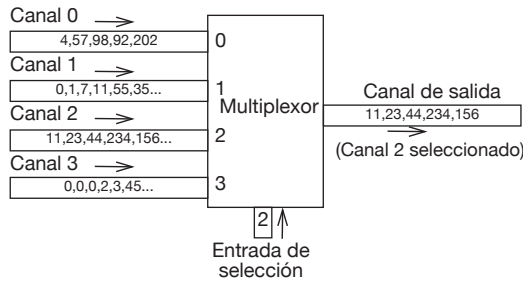 Canal 0
4,57,98,92,202
0
Canal 1
0,1,7,11,55,35...
1
Multiplexor
Canal de salida
11,23,44,234,156
(Canal 2 seleccionado)
Canal 2
11,23,44,234,156...
2
Canal 3
0,0,0,2,3,45...
3
2
Entrada de
selección